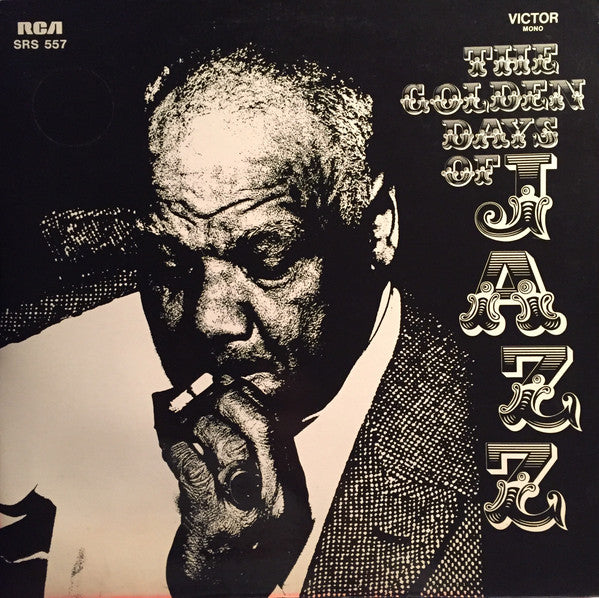 RCA
SRS 557
VICTOR
MONO
THE
GOLDEN
DAYS
OF
JAZZ